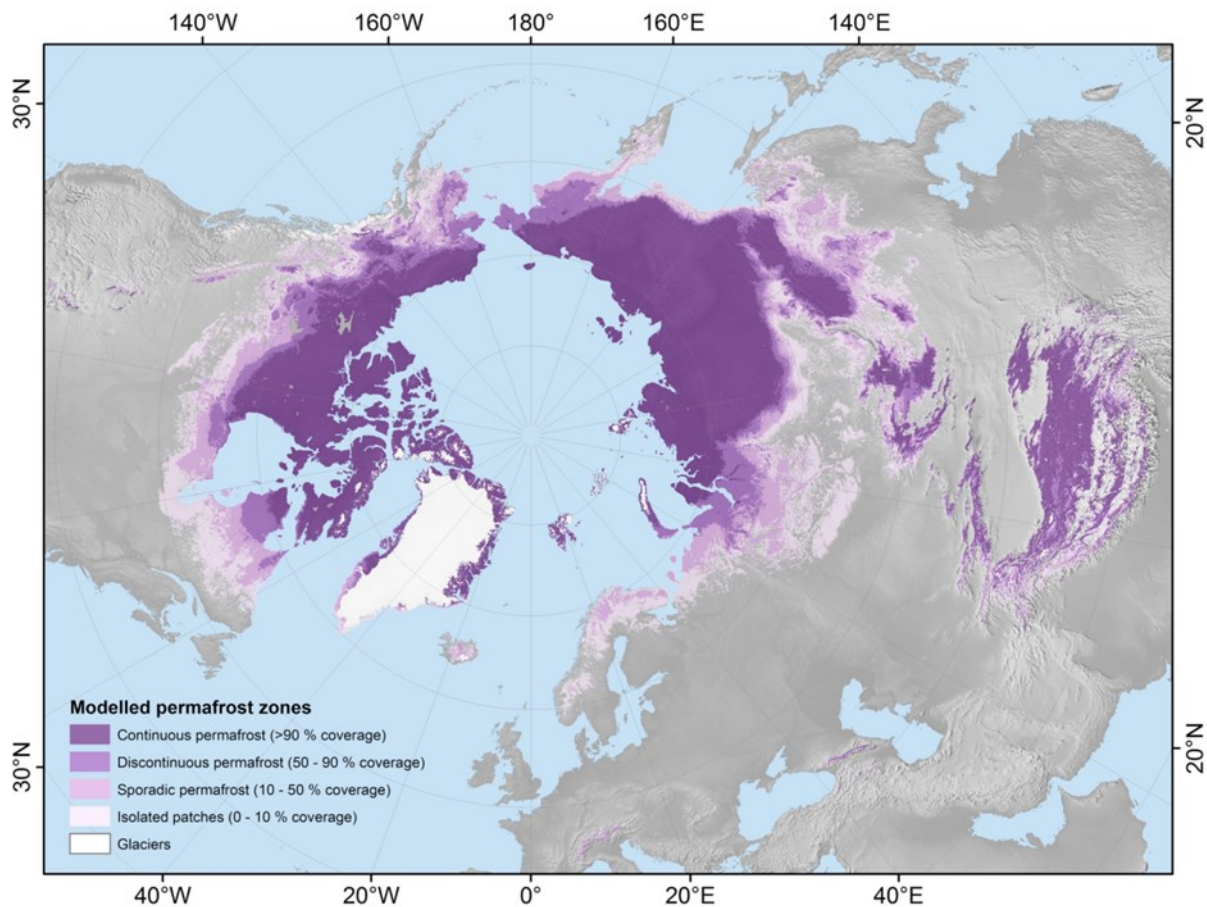 140°W 160°W 180° 160°E 140°E
30°N
20°N
30°N
20°N
Modelled permafrost zones
Continuous permafrost (>90 % coverage)
Discontinuous permafrost (50 - 90 % coverage)
Sporadic permafrost (10 - 50 % coverage)
Isolated patches (0 - 10 % coverage)
Glaciers
40°W 20°W 0° 20°E 40°E